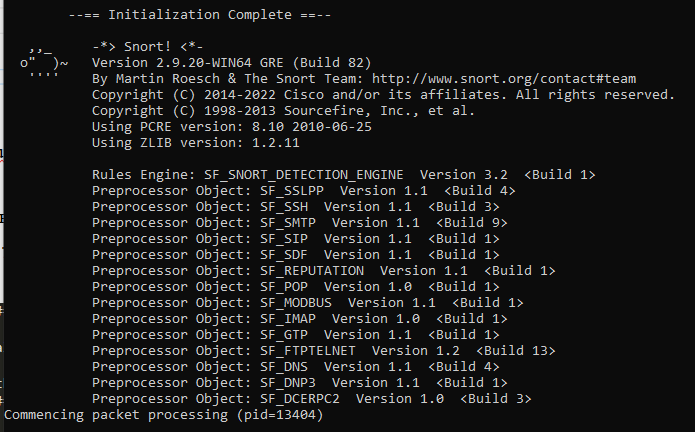 --== Initialization Complete ==--
,,_ -*> Snort! <*-
o" )~ Version 2.9.20-WIN64 GRE (Build 82)
'''' By Martin Roesch & The Snort Team: http://www.snort.org/contact#team
Copyright (C) 2014-2022 Cisco and/or its affiliates. All rights reserved.
Copyright (C) 1998-2013 Sourcefire, Inc., et al.
Using PCRE version: 8.10 2010-06-25
Using ZLIB version: 1.2.11
Rules Engine: SF_SNORT_DETECTION_ENGINE Version 3.2 <Build 1>
Preprocessor Object: SF_SSLPP Version 1.1 <Build 4>
Preprocessor Object: SF_SSH Version 1.1 <Build 3>
Preprocessor Object: SF_SMTP Version 1.1 <Build 9>
Preprocessor Object: SF_SIP Version 1.1 <Build 1>
Preprocessor Object: SF_SDF Version 1.1 <Build 1>
Preprocessor Object: SF_REPUTATION Version 1.1 <Build 1>
Preprocessor Object: SF_POP Version 1.0 <Build 1>
Preprocessor Object: SF_MODBUS Version 1.1 <Build 1>
Preprocessor Object: SF_IMAP Version 1.0 <Build 1>
Preprocessor Object: SF_GTP Version 1.1 <Build 1>
Preprocessor Object: SF_FTPTELNET Version 1.2 <Build 13>
Preprocessor Object: SF_DNS Version 1.1 <Build 4>
Preprocessor Object: SF_DNP3 Version 1.1 <Build 1>
Preprocessor Object: SF_DCERPC2 Version 1.0 <Build 3>
Commencing packet processing (pid=13404)